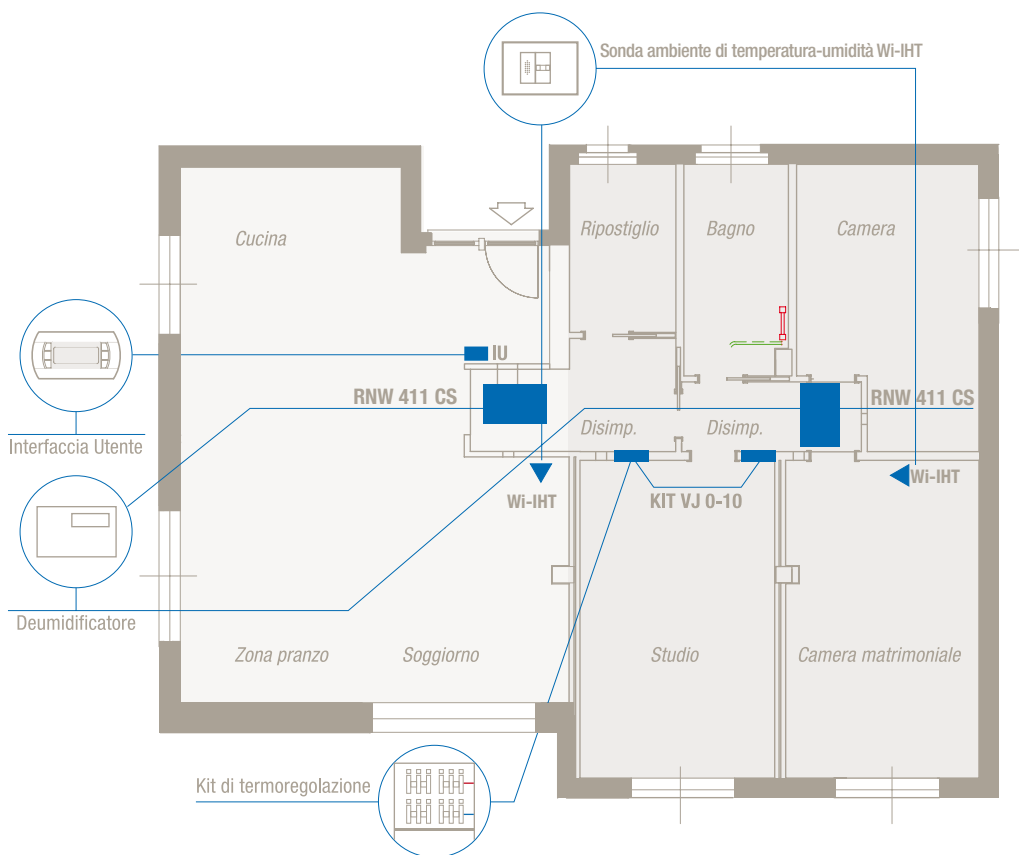 Sonda ambiente di temperatura-umidità Wi-IHT
Cucina
Ripostiglio
Bagno
Camera
IU
RNW 411 CS
RNW 411 CS
Interfaccia Utente
Disimp.
Disimp.
Wi-IHT
KIT VJ 0-10
Wi-IHT
Deumidificatore
Zona pranzo
Soggiorno
Studio
Camera matrimoniale
Kit di termoregolazione